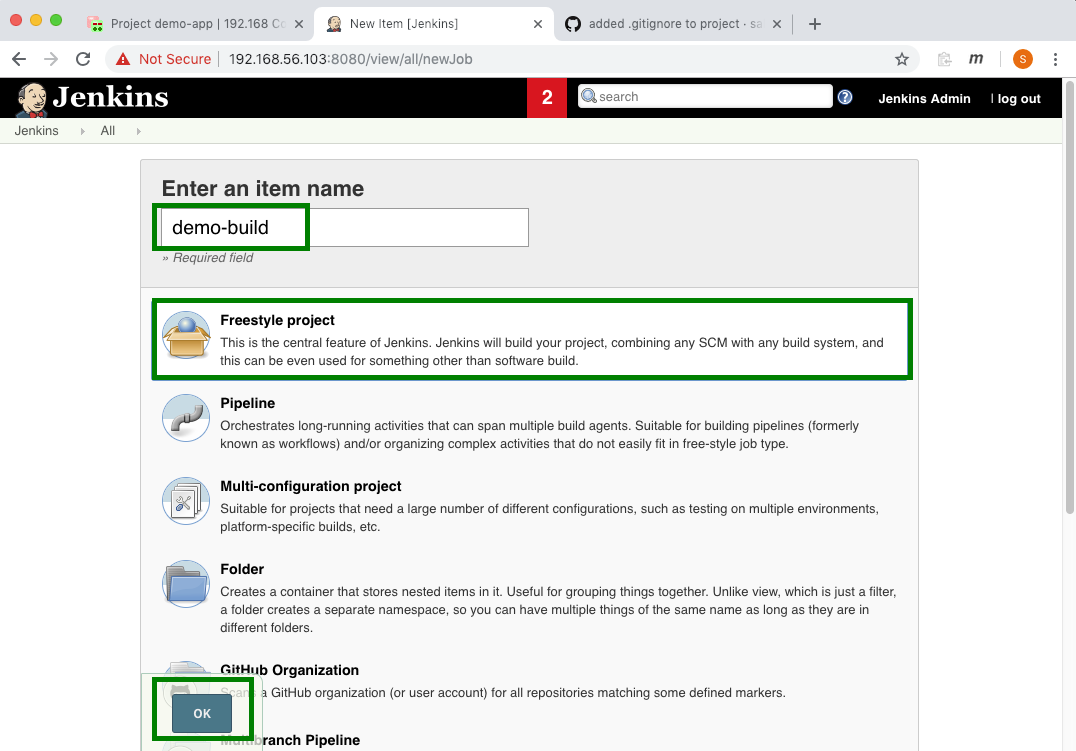 Project demo-app | 192.168
New Item [Jenkins]
added .gitignore to project · sa
Not Secure
192.168.56.103:8080/view/all/newJob
m
S
Jenkins
2
search
?
Jenkins Admin
| log out
Jenkins
All
Enter an item name
demo-build
» Required field
Freestyle project
This is the central feature of Jenkins. Jenkins will build your project, combining any SCM with any build system, and
this can be even used for something other than software build.
Pipeline
Orchestrates long-running activities that can span multiple build agents. Suitable for building pipelines (formerly
known as workflows) and/or organizing complex activities that do not easily fit in free-style job type.
Multi-configuration project
Suitable for projects that need a large number of different configurations, such as testing on multiple environments,
platform-specific builds, etc.
Folder
Creates a container that stores nested items in it. Useful for grouping things together. Unlike view, which is just a filter,
a folder creates a separate namespace, so you can have multiple things of the same name as long as they are in
different folders.
GitHub Organization
Scans a GitHub organization (or user account) for all repositories matching some defined markers.
OK
Multibranch Pipeline